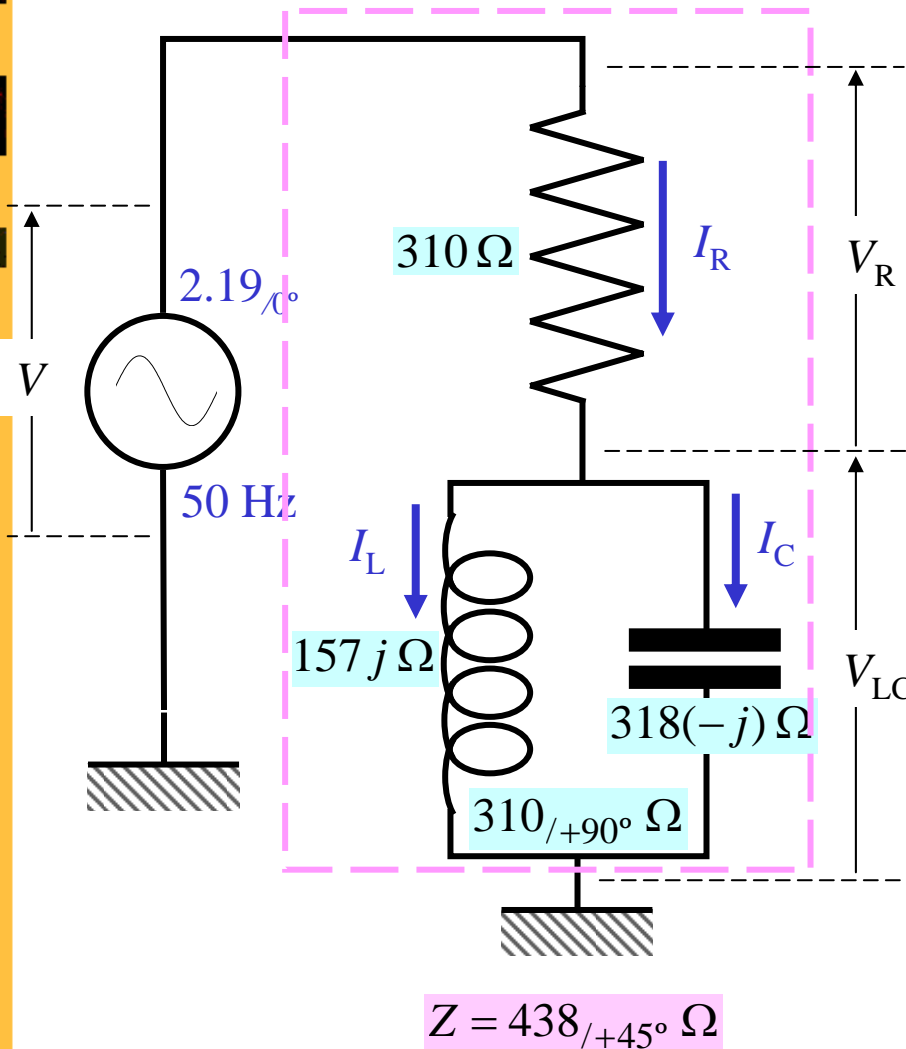 310 Ω
I_R
V_R
2.19/0°
V
50 Hz
I_L
I_C
157 j Ω
V_LC
318(− j) Ω
310/+90° Ω
Z = 438/+45° Ω